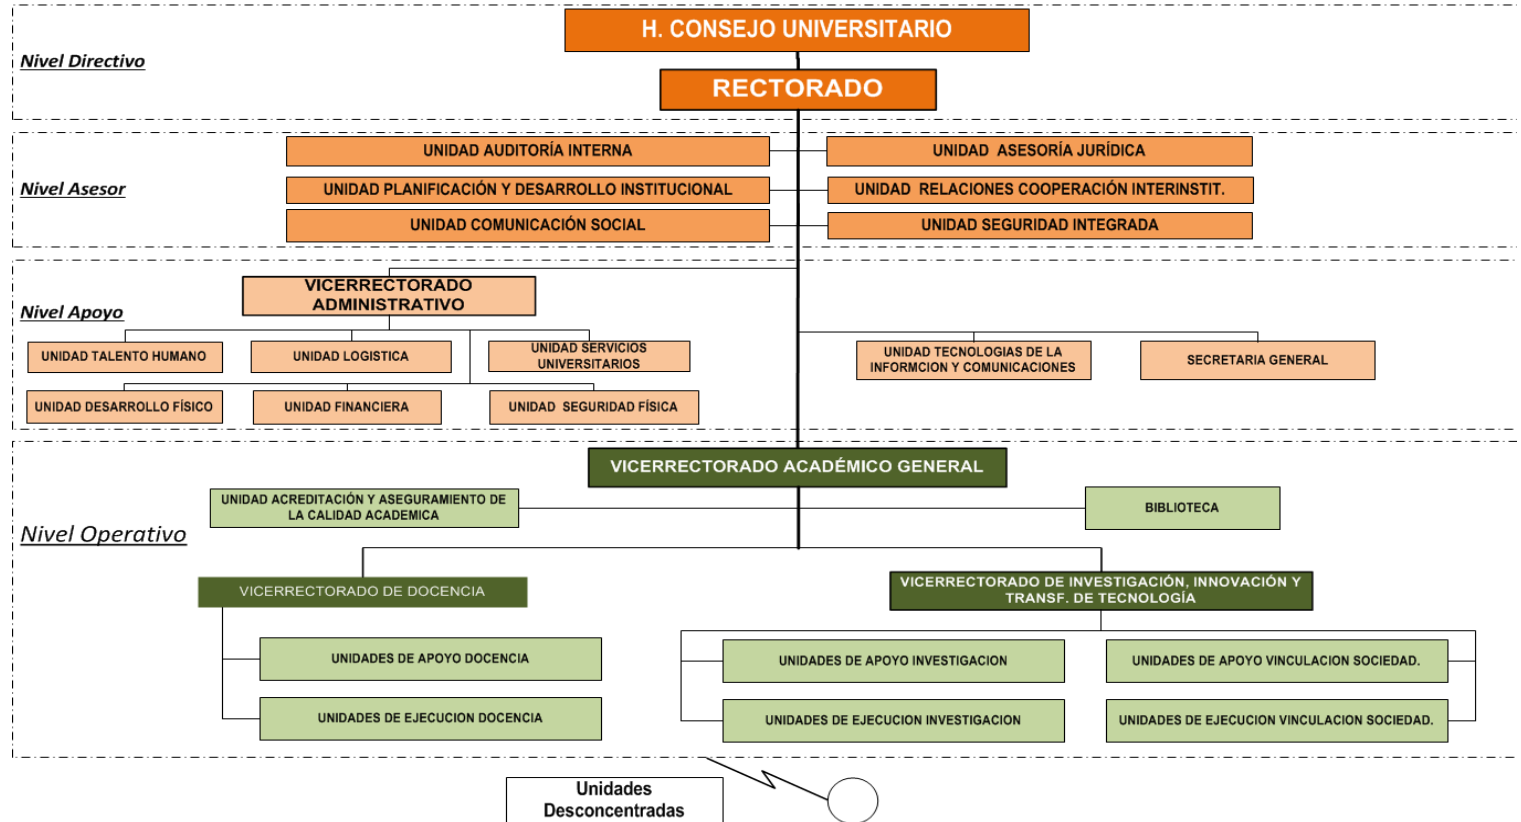 H. CONSEJO UNIVERSITARIO
Nivel Directivo
RECTORADO
UNIDAD AUDITORÍA INTERNA
UNIDAD ASESORÍA JURÍDICA
Nivel Asesor
UNIDAD PLANIFICACIÓN Y DESARROLLO INSTITUCIONAL
UNIDAD RELACIONES COOPERACIÓN INTERINSTIT.
UNIDAD COMUNICACIÓN SOCIAL
UNIDAD SEGURIDAD INTEGRADA
VICERRECTORADO
ADMINISTRATIVO
Nivel Apoyo
UNIDAD TALENTO HUMANO
UNIDAD LOGISTICA
UNIDAD SERVICIOS
UNIVERSITARIOS
UNIDAD TECNOLOGIAS DE LA
INFORMCION Y COMUNICACIONES
SECRETARIA GENERAL
UNIDAD DESARROLLO FÍSICO
UNIDAD FINANCIERA
UNIDAD SEGURIDAD FÍSICA
VICERRECTORADO ACADÉMICO GENERAL
UNIDAD ACREDITACIÓN Y ASEGURAMIENTO DE
LA CALIDAD ACADEMICA
BIBLIOTECA
Nivel Operativo
VICERRECTORADO DE DOCENCIA
VICERRECTORADO DE INVESTIGACIÓN, INNOVACIÓN Y
TRANSF. DE TECNOLOGÍA
UNIDADES DE APOYO DOCENCIA
UNIDADES DE APOYO INVESTIGACION
UNIDADES DE APOYO VINCULACION SOCIEDAD.
UNIDADES DE EJECUCION DOCENCIA
UNIDADES DE EJECUCION INVESTIGACION
UNIDADES DE EJECUCION VINCULACION SOCIEDAD.
Unidades
Desconcentradas